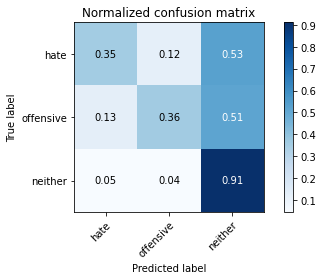 Normalized confusion matrix
True label
hate 0.35 0.12 0.53
offensive 0.13 0.36 0.51
neither 0.05 0.04 0.91
hate offensive neither
Predicted label
0.9
0.8
0.7
0.6
0.5
0.4
0.3
0.2
0.1